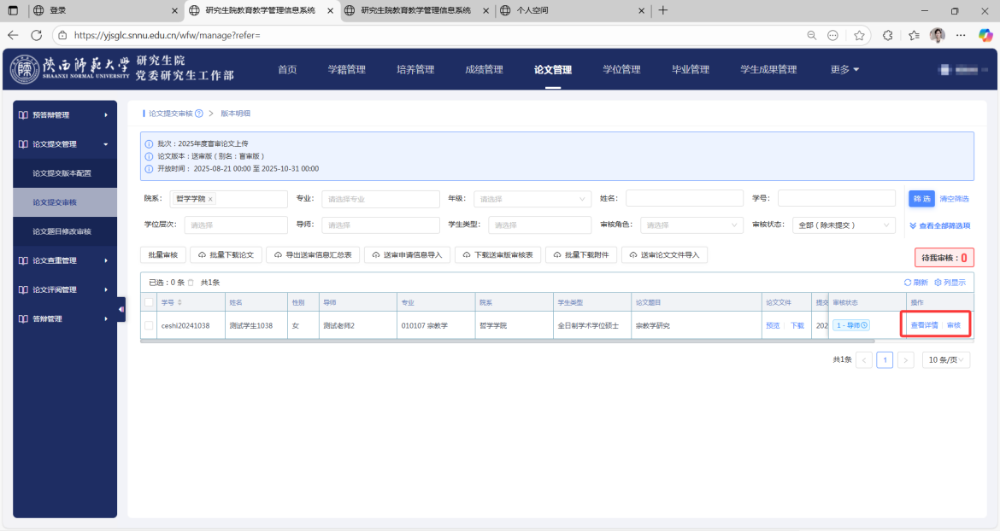 登录
研究生院教育教学管理信息系统
研究生院教育教学管理信息系统
个人空间
https://yjsglc.snnu.edu.cn/wfw/manage?refer=
陕西师范大学
SHAANXI NORMAL UNIVERSITY
研究生院
党委研究生工作部
首页 学籍管理 培养管理 成绩管理 论文管理 学位管理 毕业管理 学生成果管理 更多
预答辩管理
论文提交管理
论文提交版本配置
论文提交审核
论文题目修改审核
论文查重管理
论文评阅管理
答辩管理
论文提交审核 > 版本明细
批次：2025年度盲审论文上传
论文版本：送审版（别名：盲审版）
开放时间： 2025-08-21 00:00 至 2025-10-31 00:00
院系： 哲学学院 × 专业： 请选择专业 年级： 请选择 姓名： 学号： 筛 选 清空筛选
学位层次： 请选择 导师： 请选择 学生类型： 请选择 审核角色： 请选择 审核状态： 全部（除未提交） 查看全部筛选项
批量审核 批量下载论文 导出送审信息汇总表 送审申请信息导入 下载送审版审核表 批量下载附件 送审论文文件导入 待我审核：0
已选：0 条 共1条 刷新 列显示
学号 姓名 性别 导师 专业 院系 学生类型 论文题目 论文文件 提交 审核状态 操作
ceshi20241038 测试学生1038 女 测试老师2 010107 宗教学 哲学学院 全日制学术学位硕士 宗教学研究 预览 下载 202 1 - 导师 查看详情 审核
共1条 < 1 > 10 条/页